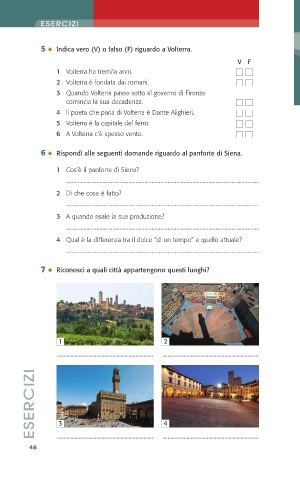 ESERCIZI
5 Indica vero (V) o falso (F) riguardo a Volterra.
V F
1 Volterra ha tremila anni.
2 Volterra è fondata dai romani.
3 Quando Volterra passa sotto al governo di Firenze
comincia la sua decadenza.
4 Il poeta che parla di Volterra è Dante Alighieri.
5 Volterra è la capitale del ferro.
6 A Volterra c'è spesso vento.
6 Rispondi alle seguenti domande riguardo al panforte di Siena.
1 Cos'è il panforte di Siena?
2 Di che cosa è fatto?
3 A quando risale la sua produzione?
4 Qual è la differenza tra il dolce "di un tempo" e quello attuale?
7 Riconosci a quali città appartengono questi luoghi?
1
2
3
4
ESERCIZI
48